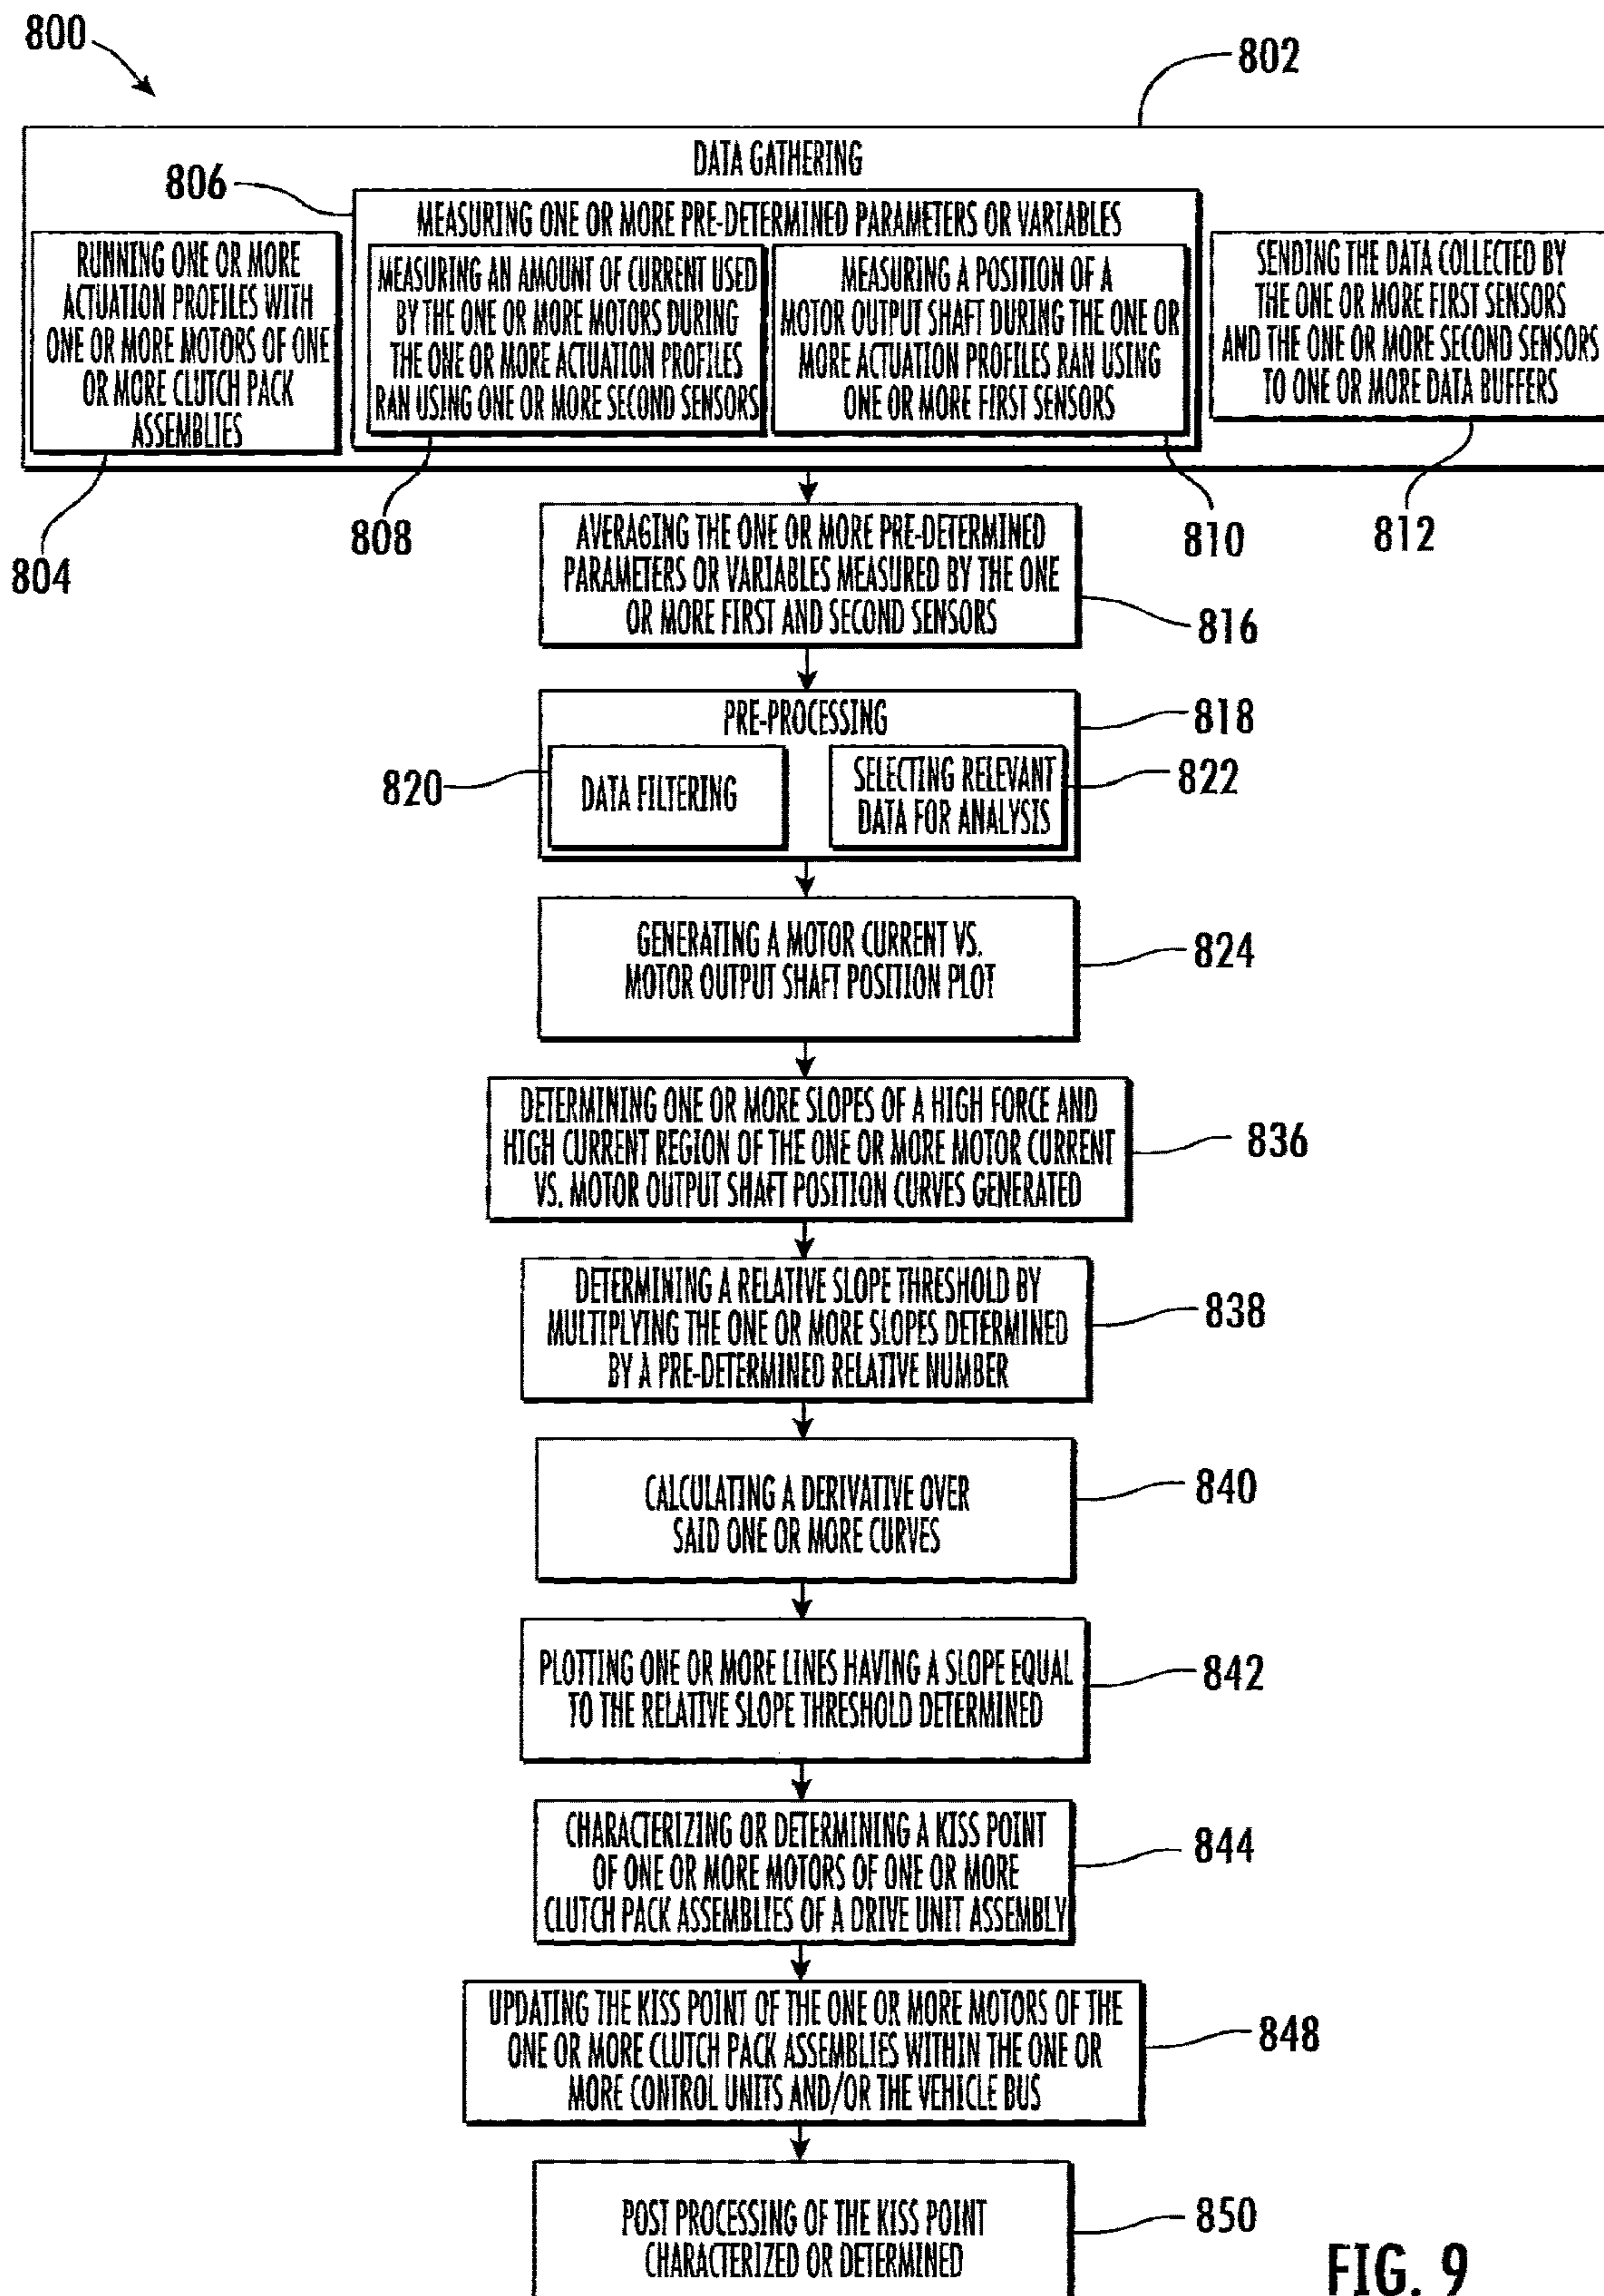 800
802
DATA GATHERING
806
MEASURING ONE OR MORE PRE-DETERMINED PARAMETERS OR VARIABLES
RUNNING ONE OR MORE
ACTUATION PROFILES WITH
ONE OR MORE MOTORS OF ONE
OR MORE CLUTCH PACK
ASSEMBLIES
MEASURING AN AMOUNT OF CURRENT USED
BY THE ONE OR MORE MOTORS DURING
THE ONE OR MORE ACTUATION PROFILES
RAN USING ONE OR MORE SECOND SENSORS
MEASURING A POSITION OF A
MOTOR OUTPUT SHAFT DURING THE ONE OR
MORE ACTUATION PROFILES RAN USING
ONE OR MORE FIRST SENSORS
SENDING THE DATA COLLECTED BY
THE ONE OR MORE FIRST SENSORS
AND THE ONE OR MORE SECOND SENSORS
TO ONE OR MORE DATA BUFFERS
804
808
810
812
AVERAGING THE ONE OR MORE PRE-DETERMINED
PARAMETERS OR VARIABLES MEASURED BY THE ONE
OR MORE FIRST AND SECOND SENSORS
816
PRE-PROCESSING
818
820
DATA FILTERING
SELECTING RELEVANT
DATA FOR ANALYSIS
822
GENERATING A MOTOR CURRENT VS.
MOTOR OUTPUT SHAFT POSITION PLOT
824
DETERMINING ONE OR MORE SLOPES OF A HIGH FORCE AND
HIGH CURRENT REGION OF THE ONE OR MORE MOTOR CURRENT
VS. MOTOR OUTPUT SHAFT POSITION CURVES GENERATED
836
DETERMINING A RELATIVE SLOPE THRESHOLD BY
MULTIPLYING THE ONE OR MORE SLOPES DETERMINED
BY A PRE-DETERMINED RELATIVE NUMBER
838
CALCULATING A DERIVATIVE OVER
SAID ONE OR MORE CURVES
840
PLOTTING ONE OR MORE LINES HAVING A SLOPE EQUAL
TO THE RELATIVE SLOPE THRESHOLD DETERMINED
842
CHARACTERIZING OR DETERMINING A KISS POINT
OF ONE OR MORE MOTORS OF ONE OR MORE
CLUTCH PACK ASSEMBLIES OF A DRIVE UNIT ASSEMBLY
844
UPDATING THE KISS POINT OF THE ONE OR MORE MOTORS OF THE
ONE OR MORE CLUTCH PACK ASSEMBLIES WITHIN THE ONE OR
MORE CONTROL UNITS AND/OR THE VEHICLE BUS
848
POST PROCESSING OF THE KISS POINT
CHARACTERIZED OR DETERMINED
850
FIG. 9